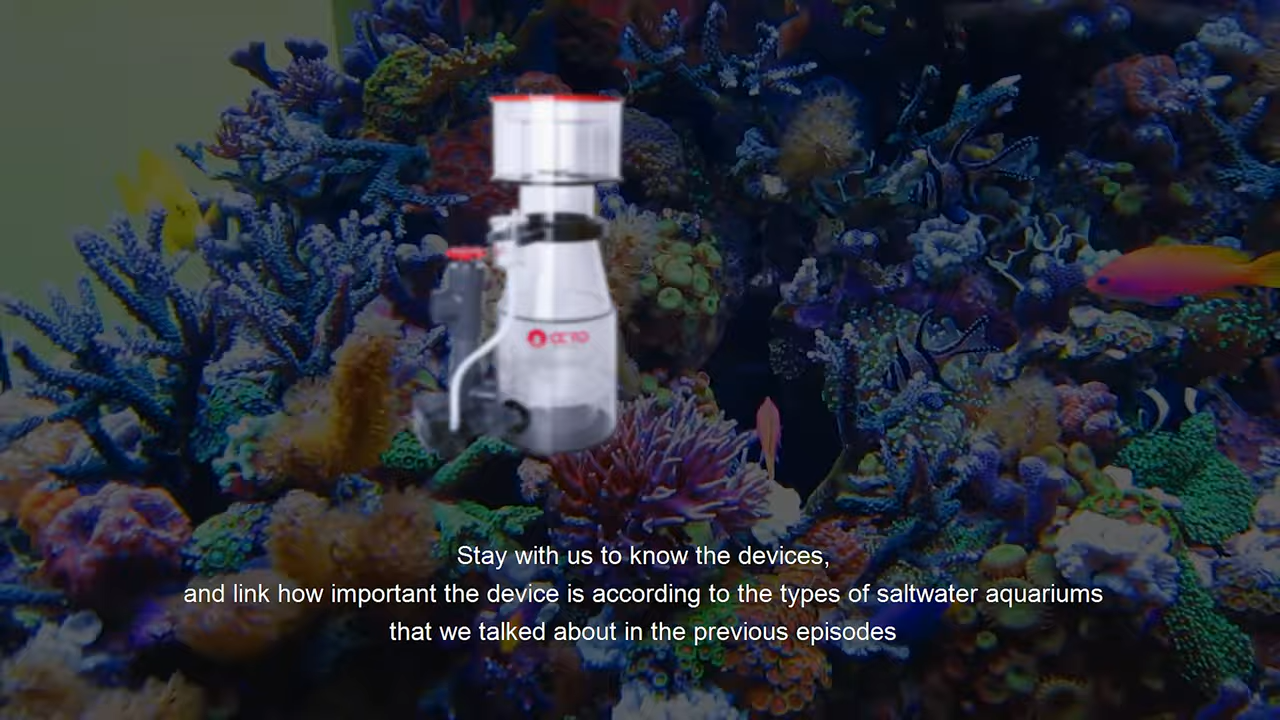 OCTO
Stay with us to know the devices,
and link how important the device is according to the types of saltwater aquariums
that we talked about in the previous episodes